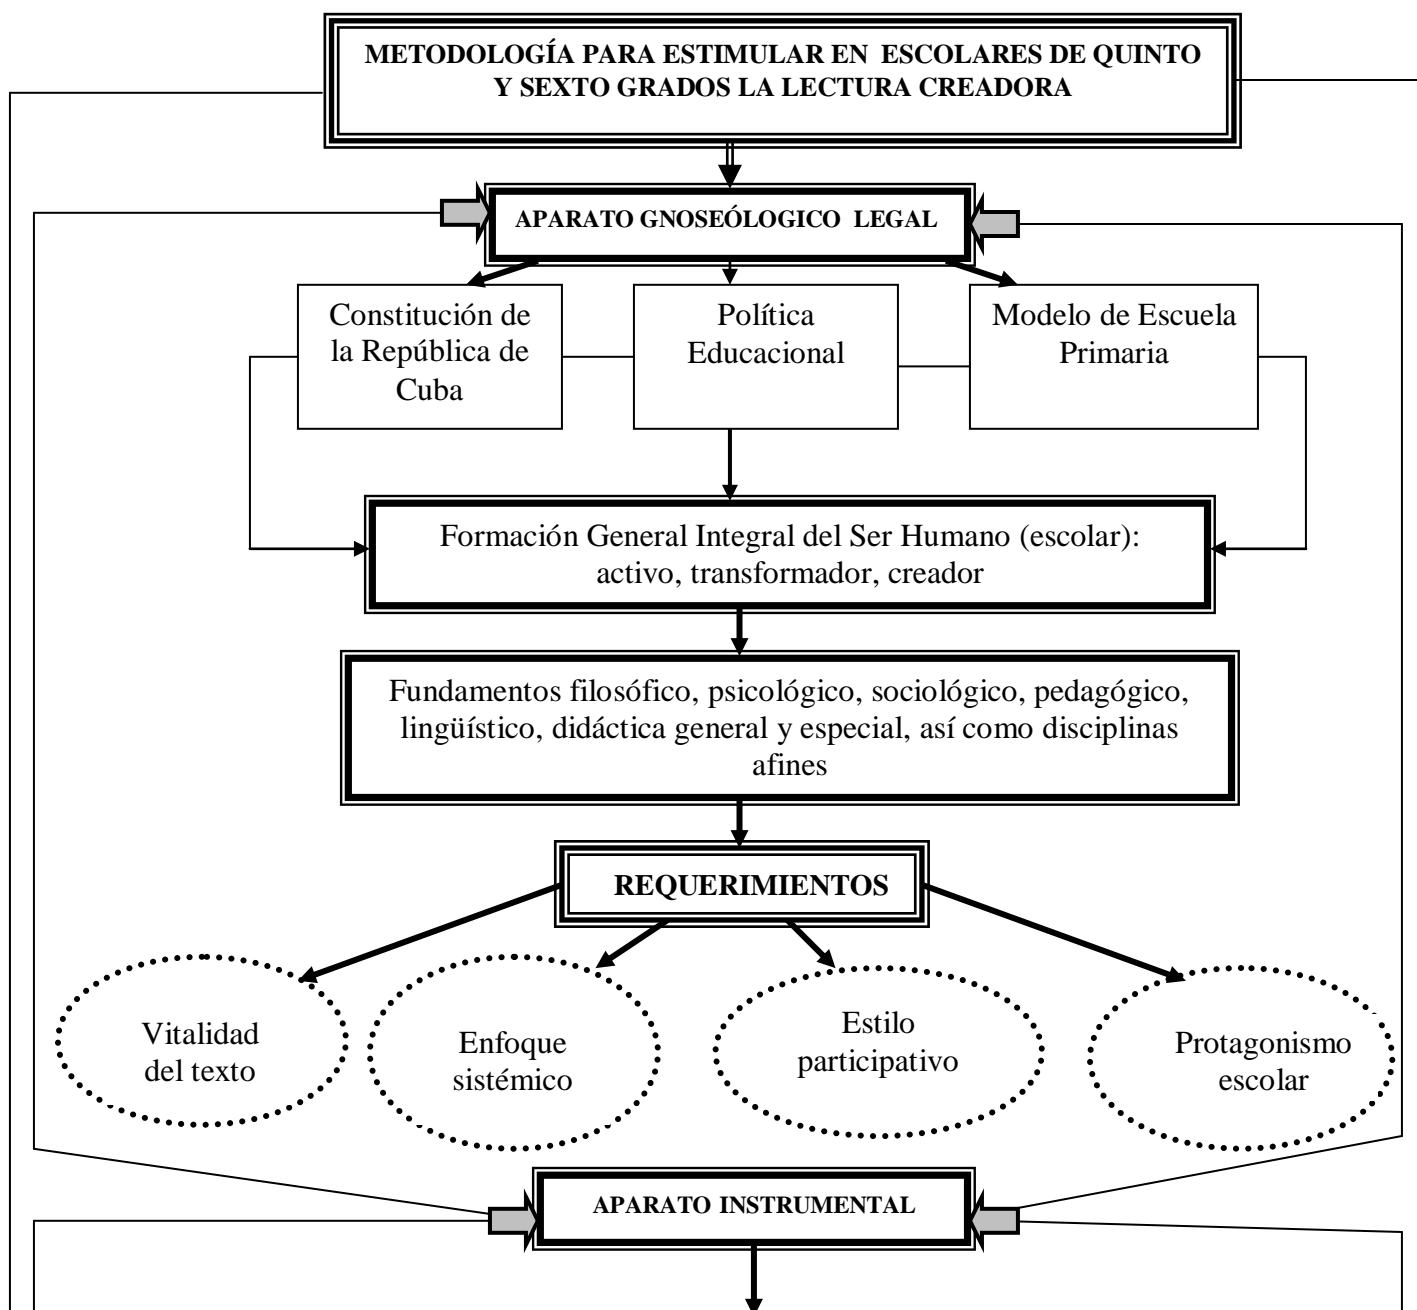 METODOLOGÍA PARA ESTIMULAR EN ESCOLARES DE QUINTO
Y SEXTO GRADOS LA LECTURA CREADORA
APARATO GNOSEÓLOGICO LEGAL
Constitución de
la República de
Cuba
Política
Educacional
Modelo de Escuela
Primaria
Formación General Integral del Ser Humano (escolar):
activo, transformador, creador
Fundamentos filosófico, psicológico, sociológico, pedagógico,
lingüístico, didáctica general y especial, así como disciplinas
afines
REQUERIMIENTOS
Vitalidad
del texto
Enfoque
sistémico
Estilo
participativo
Protagonismo
escolar
APARATO INSTRUMENTAL